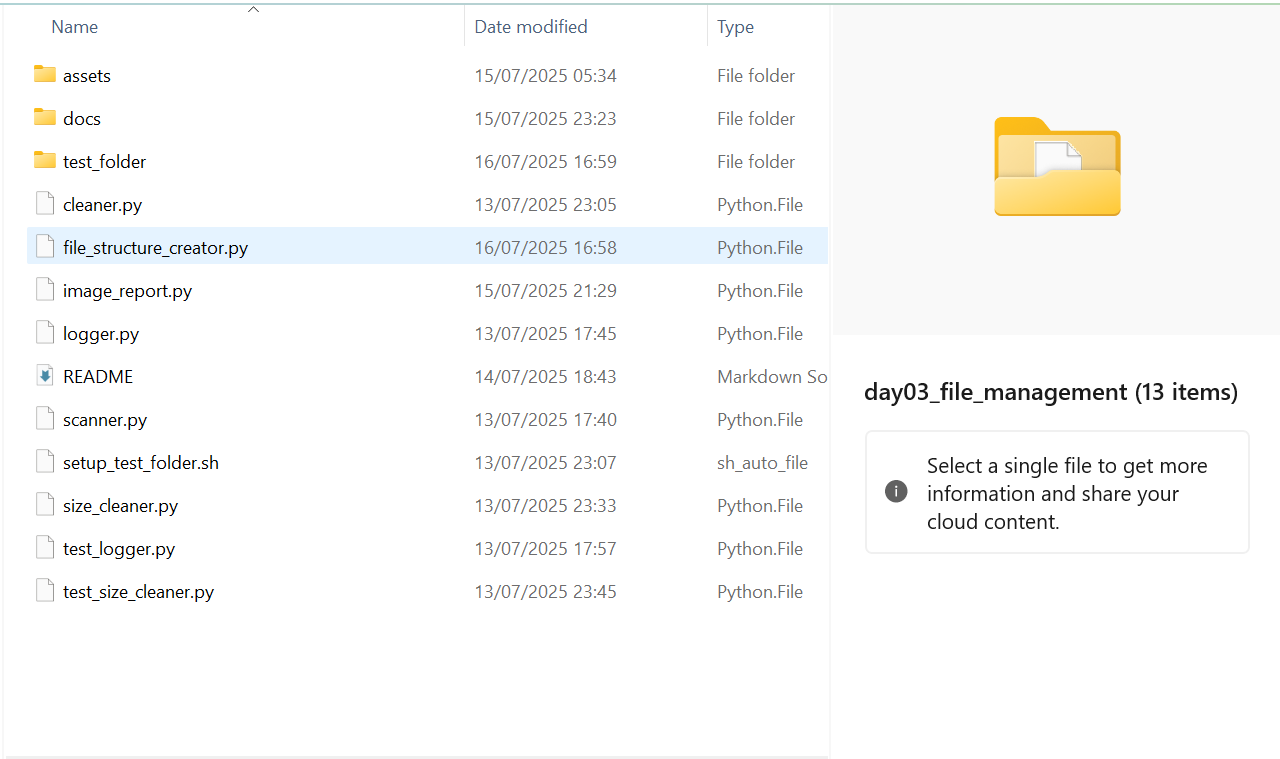 Name Date modified Type
assets 15/07/2025 05:34 File folder
docs 15/07/2025 23:23 File folder
test_folder 16/07/2025 16:59 File folder
cleaner.py 13/07/2025 23:05 Python.File
file_structure_creator.py 16/07/2025 16:58 Python.File
image_report.py 15/07/2025 21:29 Python.File
logger.py 13/07/2025 17:45 Python.File
README 14/07/2025 18:43 Markdown So
scanner.py 13/07/2025 17:40 Python.File
setup_test_folder.sh 13/07/2025 23:07 sh_auto_file
size_cleaner.py 13/07/2025 23:33 Python.File
test_logger.py 13/07/2025 17:57 Python.File
test_size_cleaner.py 13/07/2025 23:45 Python.File
day03_file_management (13 items)
Select a single file to get more
information and share your
cloud content.